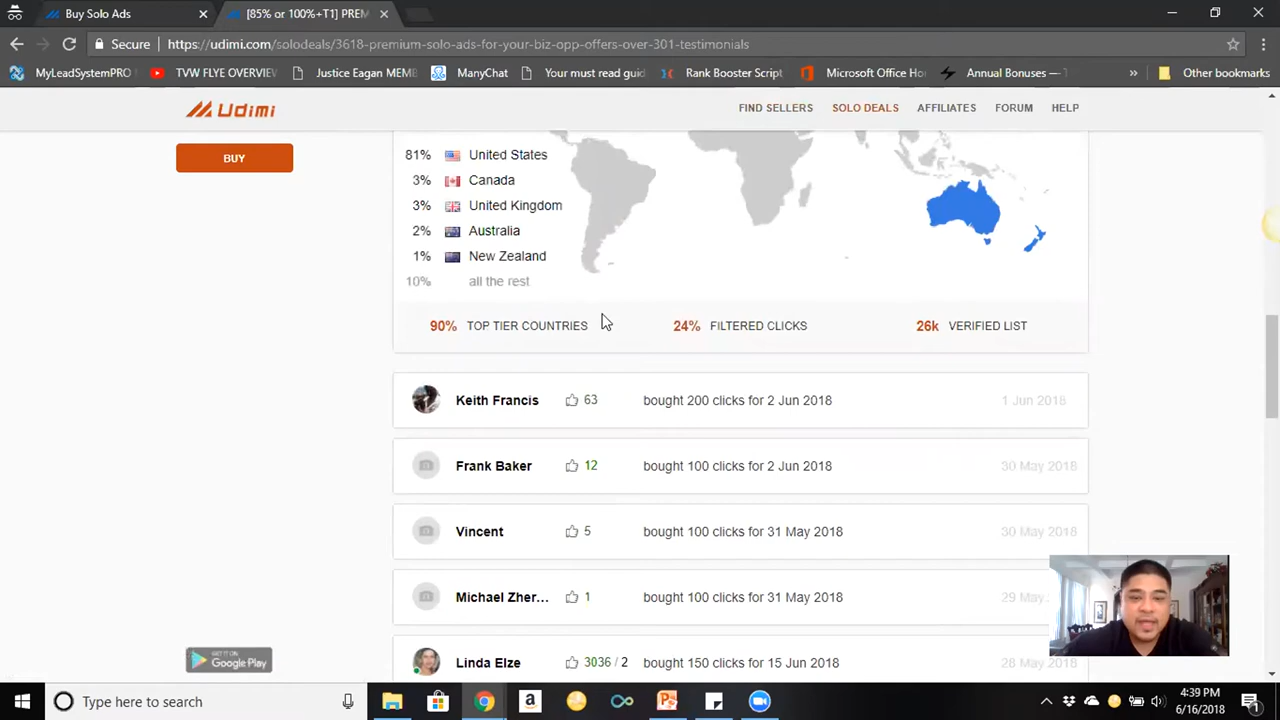 Buy Solo Ads
[85% or 100%+T1] PREM
Secure
https://udimi.com/solodeals/3618-premium-solo-ads-for-your-biz-opp-offers-over-301-testimonials
MyLeadSystemPRO
TVW FLYE OVERVIEW
Justice Eagan MEMB
ManyChat
Your must read guid
Rank Booster Script
Microsoft Office Ho
Annual Bonuses — T
»
Other bookmarks
Udimi
FIND SELLERS
SOLO DEALS
AFFILIATES
FORUM
HELP
BUY
81% United States
3% Canada
3% United Kingdom
2% Australia
1% New Zealand
10% all the rest
90% TOP TIER COUNTRIES
24% FILTERED CLICKS
26k VERIFIED LIST
Keith Francis 63 bought 200 clicks for 2 Jun 2018 1 Jun 2018
Frank Baker 12 bought 100 clicks for 2 Jun 2018 30 May 2018
Vincent 5 bought 100 clicks for 31 May 2018 30 May 2018
Michael Zher... 1 bought 100 clicks for 31 May 2018 29 May
Linda Elze 3036 / 2 bought 150 clicks for 15 Jun 2018 28 May
GET IT ON
Google Play
Type here to search
4:39 PM
6/16/2018